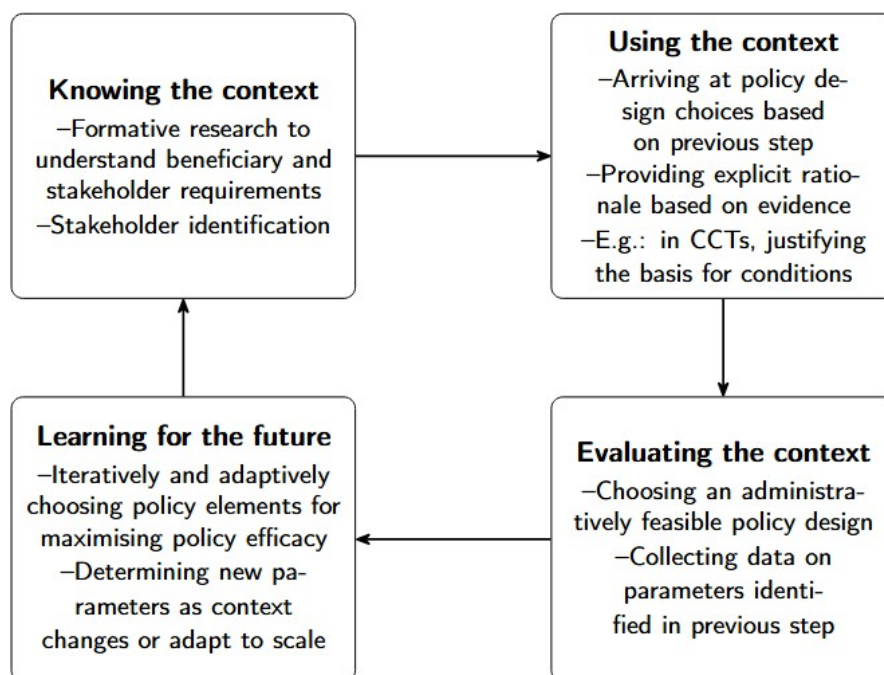 Knowing the context
–Formative research to
understand beneficiary and
stakeholder requirements
–Stakeholder identification
Using the context
–Arriving at policy de-
sign choices based
on previous step
–Providing explicit ratio-
nale based on evidence
–E.g.: in CCTs, justifying
the basis for conditions
Evaluating the context
–Choosing an administra-
tively feasible policy design
–Collecting data on
parameters identi-
fied in previous step
Learning for the future
–Iteratively and adaptively
choosing policy elements for
maximising policy efficacy
–Determining new pa-
rameters as context
changes or adapt to scale